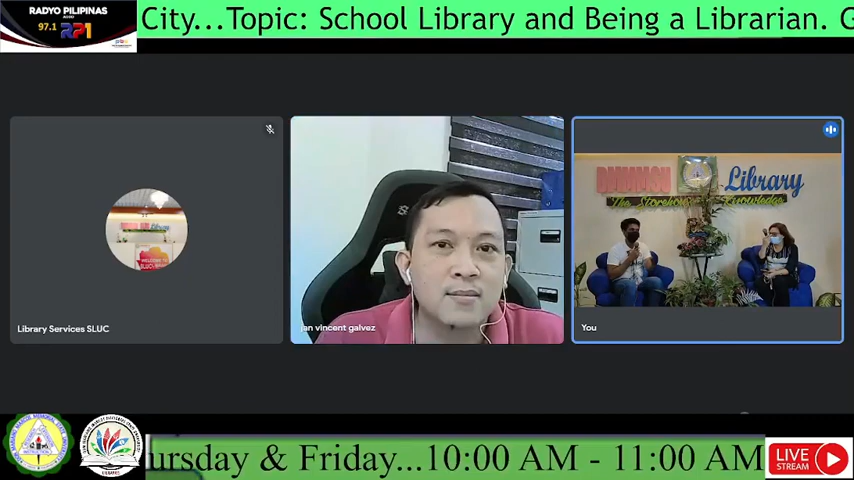 RADYO PILIPINAS
97.1 RP1
City...Topic: School Library and Being a Librarian. G
DMMMSU Library
The Storehouse of Knowledge
Library Services SLUC
jan vincent galvez
You
ursday & Friday...10:00 AM - 11:00 AM
LIVE
STREAM